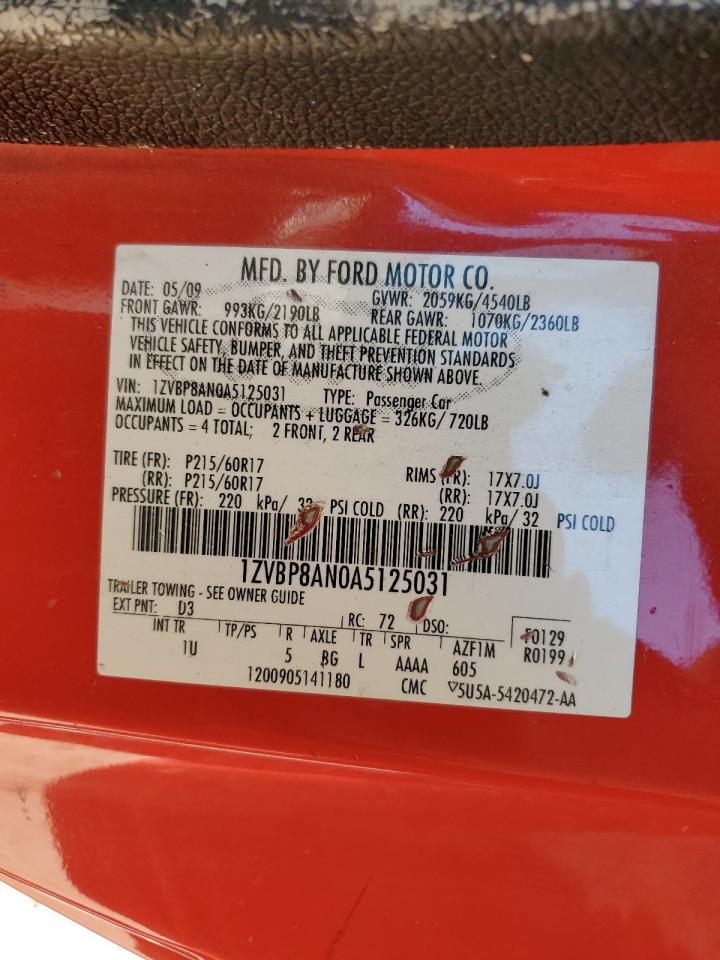 MFD. BY FORD MOTOR CO.
DATE: 05/09 GVWR: 2059KG/4540LB
FRONT GAWR: 993KG/2190LB REAR GAWR: 1070KG/2360LB
THIS VEHICLE CONFORMS TO ALL APPLICABLE FEDERAL MOTOR
VEHICLE SAFETY, BUMPER, AND THEFT PREVENTION STANDARDS
IN EFFECT ON THE DATE OF MANUFACTURE SHOWN ABOVE.
VIN: 1ZVBP8AN0A5125031 TYPE: Passenger Car
MAXIMUM LOAD = OCCUPANTS + LUGGAGE = 326KG/720LB
OCCUPANTS = 4 TOTAL; 2 FRONT, 2 REAR
TIRE (FR): P215/60R17 RIMS (FR): 17X7.0J
(RR): P215/60R17 (RR): 17X7.0J
PRESSURE (FR): 220 kPa/ 32 PSI COLD (RR): 220 kPa/ 32 PSI COLD
1ZVBP8AN0A5125031
TRAILER TOWING - SEE OWNER GUIDE
EXT PNT: D3 RC: 72 DSO: F0129
INT TR TP/PS R AXLE TR SPR AZF1M R0199
1U 5 BG L AAAA 605
1200905141180 CMC ▽5U5A-5420472-AA